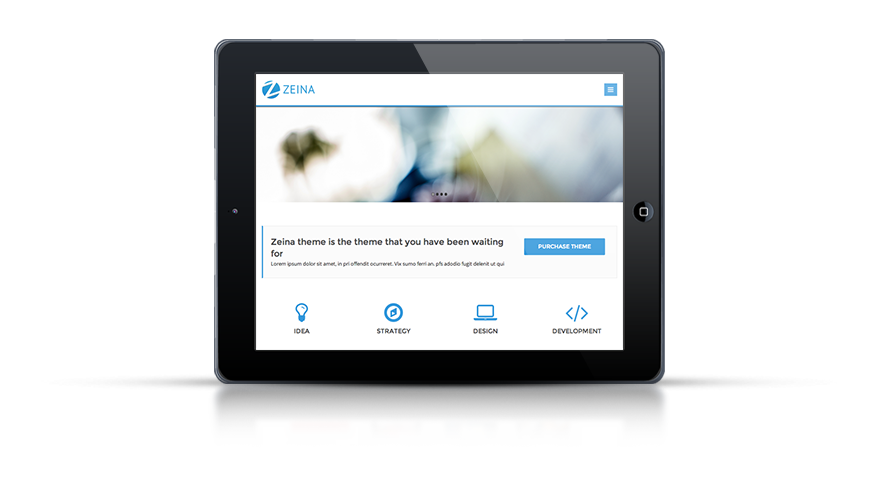 ZEINA
Zeina theme is the theme that you have been waiting
for
PURCHASE THEME
Lorem ipsum dolor sit amet, in pri offendit ocurreret. Vix sumo ferri an. pfs adodio fugit delenit ut qui
IDEA
STRATEGY
DESIGN
DEVELOPMENT